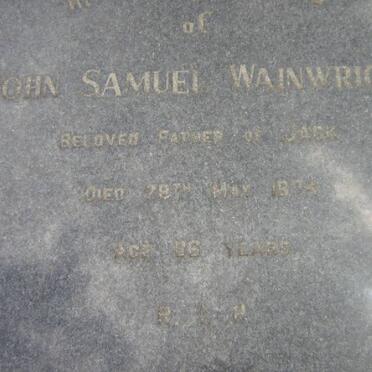 of
OHN SAMUEL WAINWRIG
BELOVED FATHER OF JACK
DIED 28TH MAY
AGE YEARS
R. I. P.